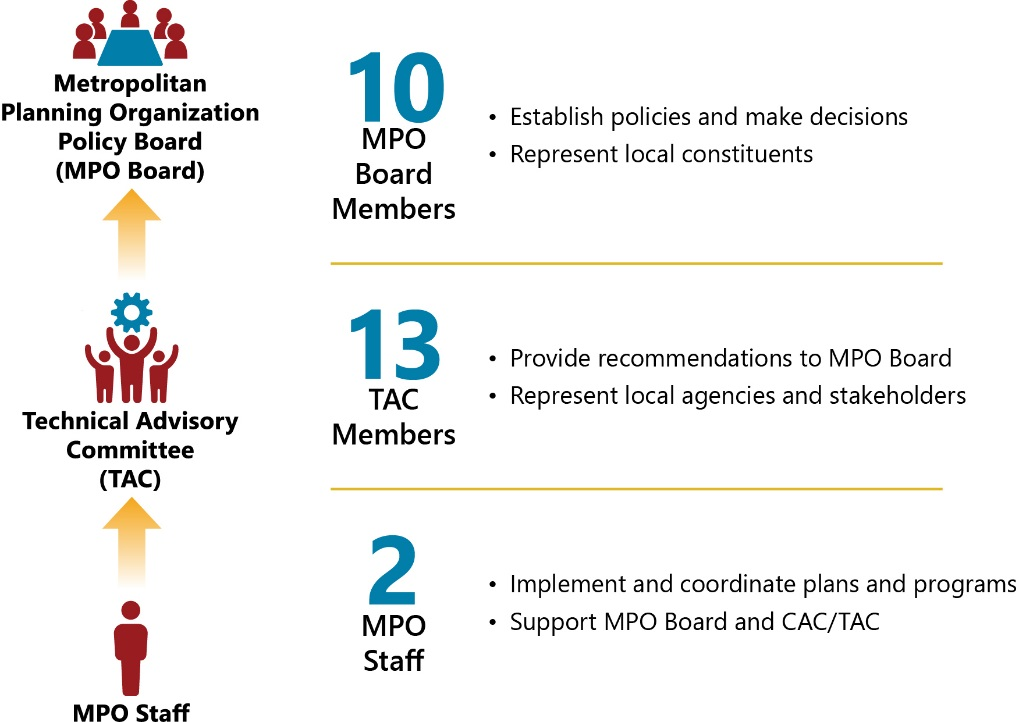 Metropolitan
Planning Organization
Policy Board
(MPO Board)
10
MPO
Board
Members
• Establish policies and make decisions
• Represent local constituents
Technical Advisory
Committee
(TAC)
13
TAC
Members
• Provide recommendations to MPO Board
• Represent local agencies and stakeholders
MPO Staff
2
MPO
Staff
• Implement and coordinate plans and programs
• Support MPO Board and CAC/TAC